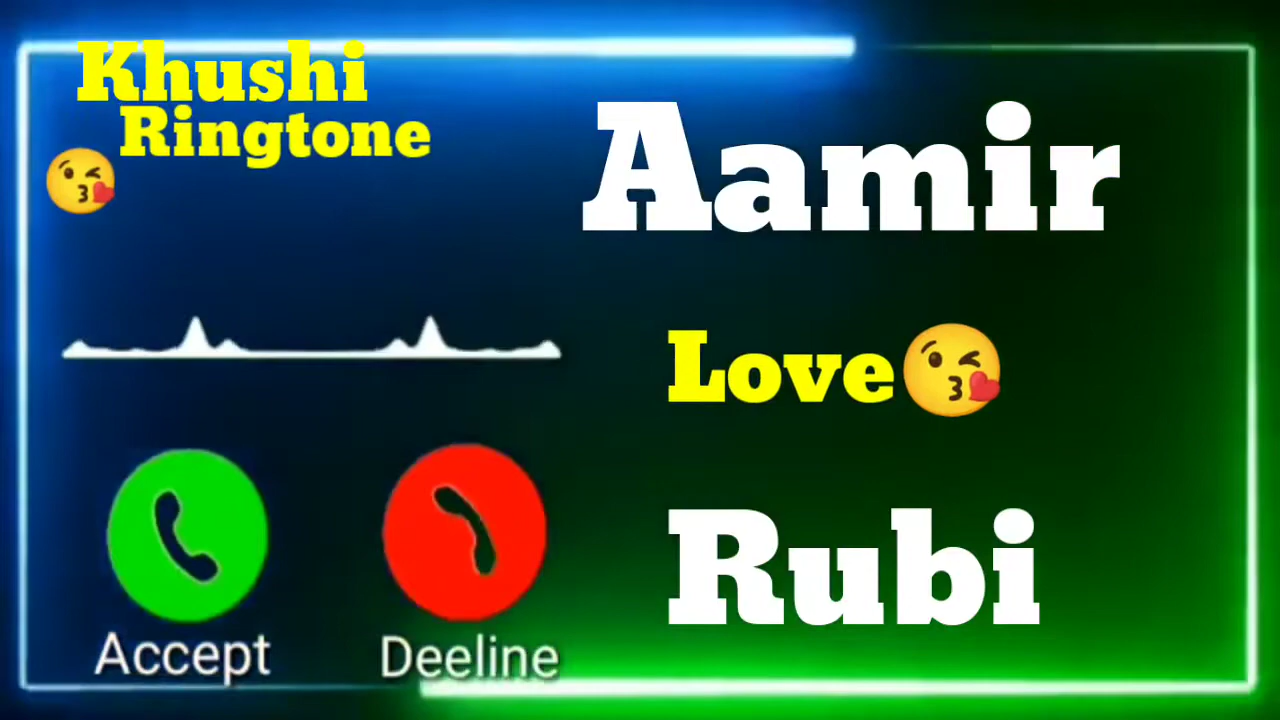 Khushi
Ringtone
😘
Aamir
Love😘
Rubi
Accept
Deeline